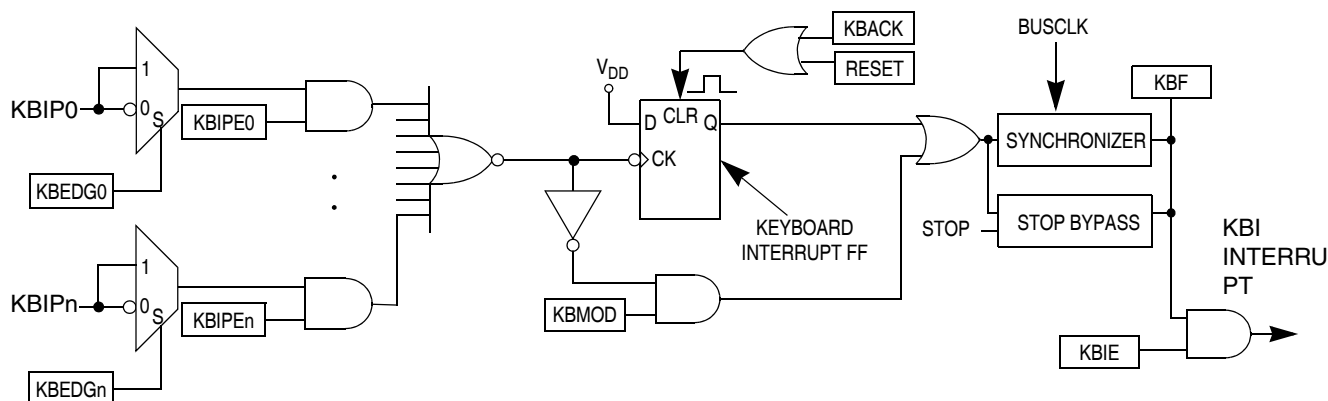 KBIP0
1
0
S
KBIPE0
KBEDG0
KBIPn
1
0
S
KBIPEn
KBEDGn
VDD
D
CLR
Q
CK
KBACK
RESET
KEYBOARD
INTERRUPT FF
KBMOD
BUSCLK
SYNCHRONIZER
KBF
STOP
STOP BYPASS
KBI
INTERRU
PT
KBIE